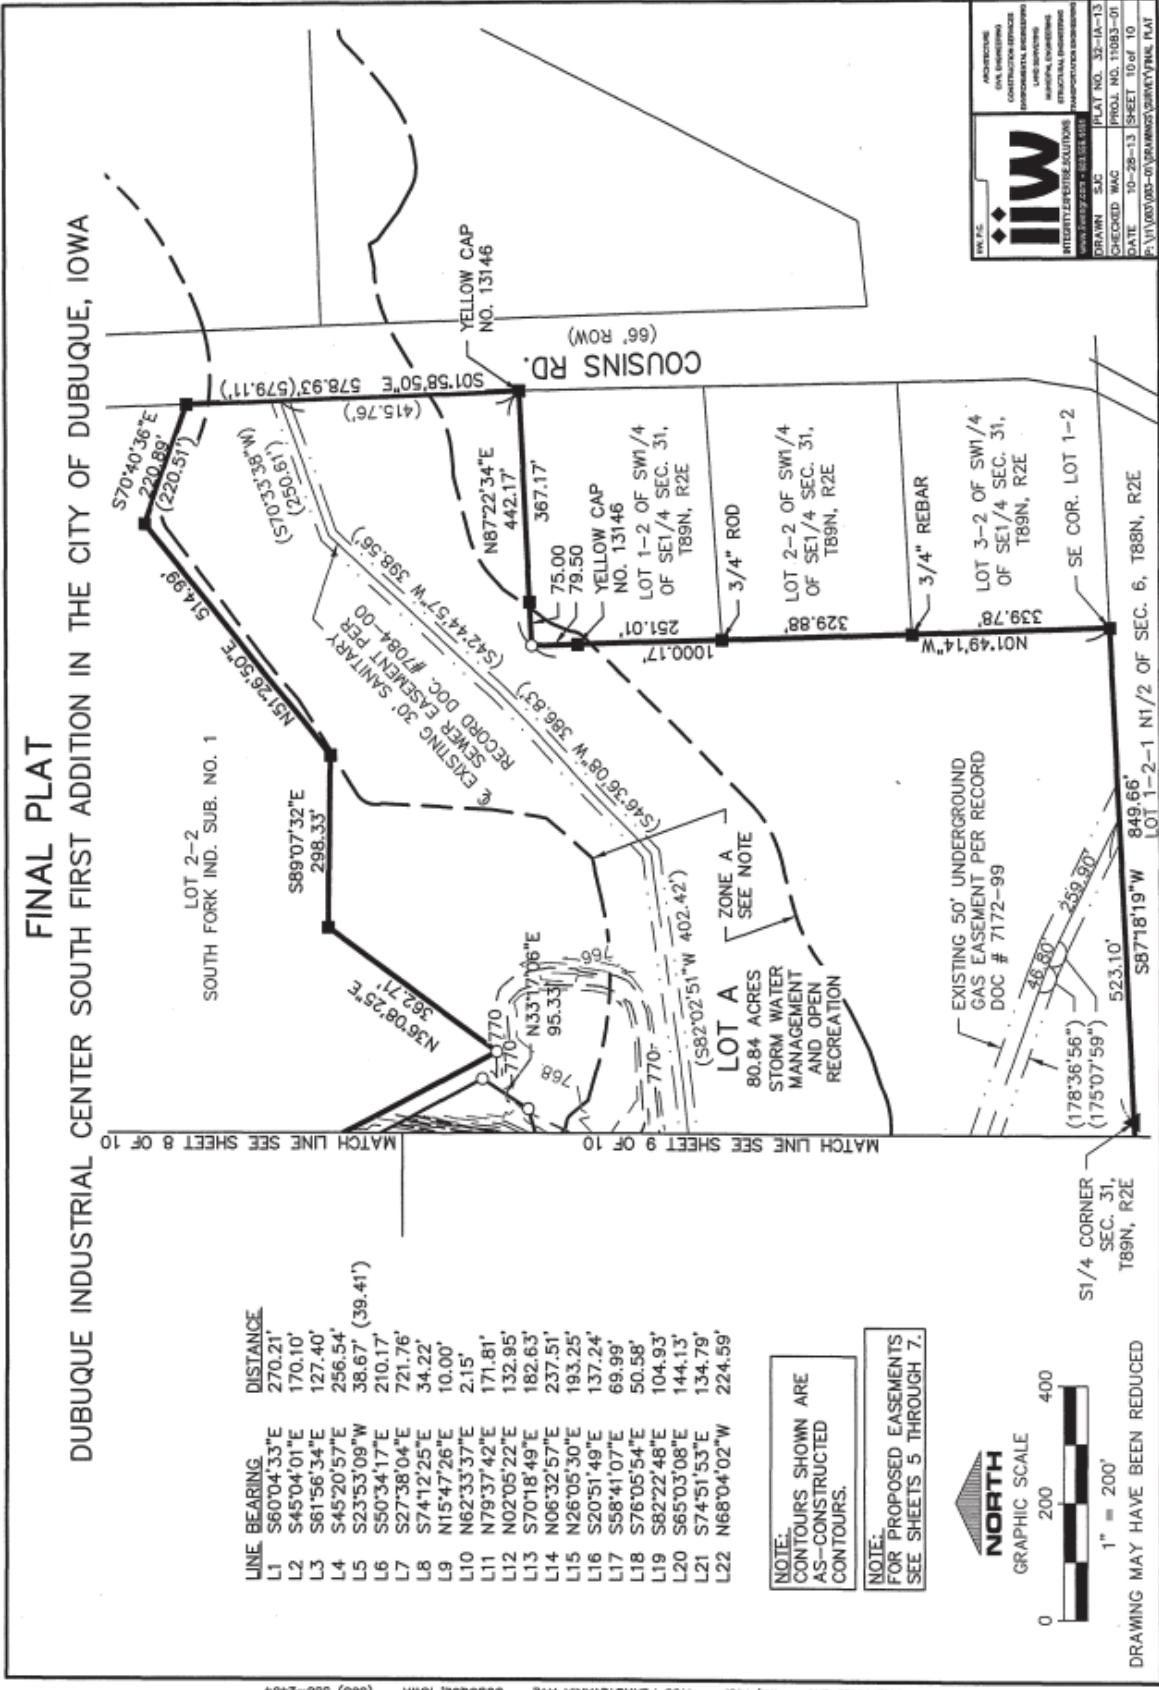 FINAL PLAT
DUBUQUE INDUSTRIAL CENTER SOUTH FIRST ADDITION IN THE CITY OF DUBUQUE, IOWA
LINE BEARING DISTANCE
L1 S60°04'33"E 270.21'
L2 S45°04'01"E 170.10'
L3 S61°56'34"E 127.40'
L4 S45°20'57"E 256.54'
L5 S23°53'09"W 38.67' (39.41')
L6 S50°34'17"E 210.17'
L7 S27°38'04"E 721.76'
L8 S74°12'25"E 34.22'
L9 N15°47'26"E 10.00'
L10 N62°33'37"E 2.15'
L11 N79°37'42"E 171.81'
L12 N02°05'22"E 132.95'
L13 S70°18'49"E 182.63'
L14 N06°32'57"E 237.51'
L15 N26°05'30"E 193.25'
L16 S20°51'49"E 137.24'
L17 S58°41'07"E 69.99'
L18 S76°05'54"E 50.58'
L19 S82°22'48"E 104.93'
L20 S65°03'08"E 144.13'
L21 S74°51'53"E 134.79'
L22 N68°04'02"W 224.59'
NOTE:
CONTOURS SHOWN ARE
AS-CONSTRUCTED
CONTOURS.
NOTE:
FOR PROPOSED EASEMENTS
SEE SHEETS 5 THROUGH 7.
NORTH
GRAPHIC SCALE
0 200 400
1" = 200'
DRAWING MAY HAVE BEEN REDUCED
MATCH LINE SEE SHEET 8 OF 10
MATCH LINE SEE SHEET 9 OF 10
LOT 2-2
SOUTH FORK IND. SUB. NO. 1
N36°08'25"E
362.71'
S89°07'32"E
298.33'
N51°26'50"E
514.99'
S70°40'36"E
220.89'
(220.51')
S01°58'50"E 578.93'(579.11')
(415.76')
(S70°33'38"W)
(250.61')
(S42°44'57"W 398.56')
(S46°36'08"W 386.83')
(S82°02'51"W 402.42')
EXISTING 30' SANITARY
SEWER EASEMENT PER
RECORD DOC. #7084-00
YELLOW CAP
NO. 13146
COUSINS RD.
(66' ROW)
N87°22'34"E
442.17'
367.17'
75.00
79.50
YELLOW CAP
NO. 13146
LOT 1-2 OF SW1/4
OF SE1/4 SEC. 31,
T89N, R2E
251.01'
1000.17'
3/4" ROD
LOT 2-2 OF SW1/4
OF SE1/4 SEC. 31,
T89N, R2E
329.88'
3/4" REBAR
LOT 3-2 OF SW1/4
OF SE1/4 SEC. 31,
T89N, R2E
339.78'
N01°49'14"W
SE COR. LOT 1-2
N33°17'06"E
95.33'
770
770
770
768
766
ZONE A
SEE NOTE
LOT A
80.84 ACRES
STORM WATER
MANAGEMENT
AND OPEN
RECREATION
EXISTING 50' UNDERGROUND
GAS EASEMENT PER RECORD
DOC # 7172-99
46.80'
259.90'
(178°36'56")
(175°07'59")
523.10'
S87°18'19"W 849.66'
LOT 1-2-1 N1/2 OF SEC. 6, T88N, R2E
S1/4 CORNER
SEC. 31,
T89N, R2E
IIW, P.C.
iiw
INTEGRITY. EXPERTISE. SOLUTIONS
ARCHITECTURE
CIVIL ENGINEERING
CONSTRUCTION SERVICES
ENVIRONMENTAL ENGINEERING
LAND SURVEYING
MUNICIPAL ENGINEERING
STRUCTURAL ENGINEERING
TRANSPORTATION ENGINEERING
DRAWN SJC PLAT NO. 32-1A-13
CHECKED WAC PROJ. NO. 11083-01
DATE 10-28-13 SHEET 10 of 10